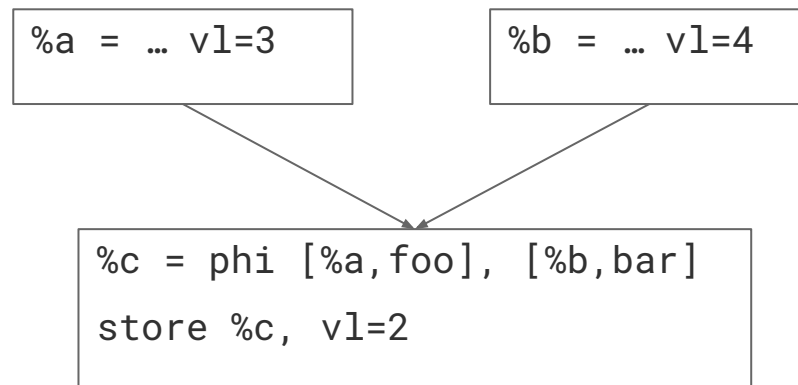 %a = … vl=3
%b = … vl=4
%c = phi [%a,foo], [%b,bar]
store %c, vl=2